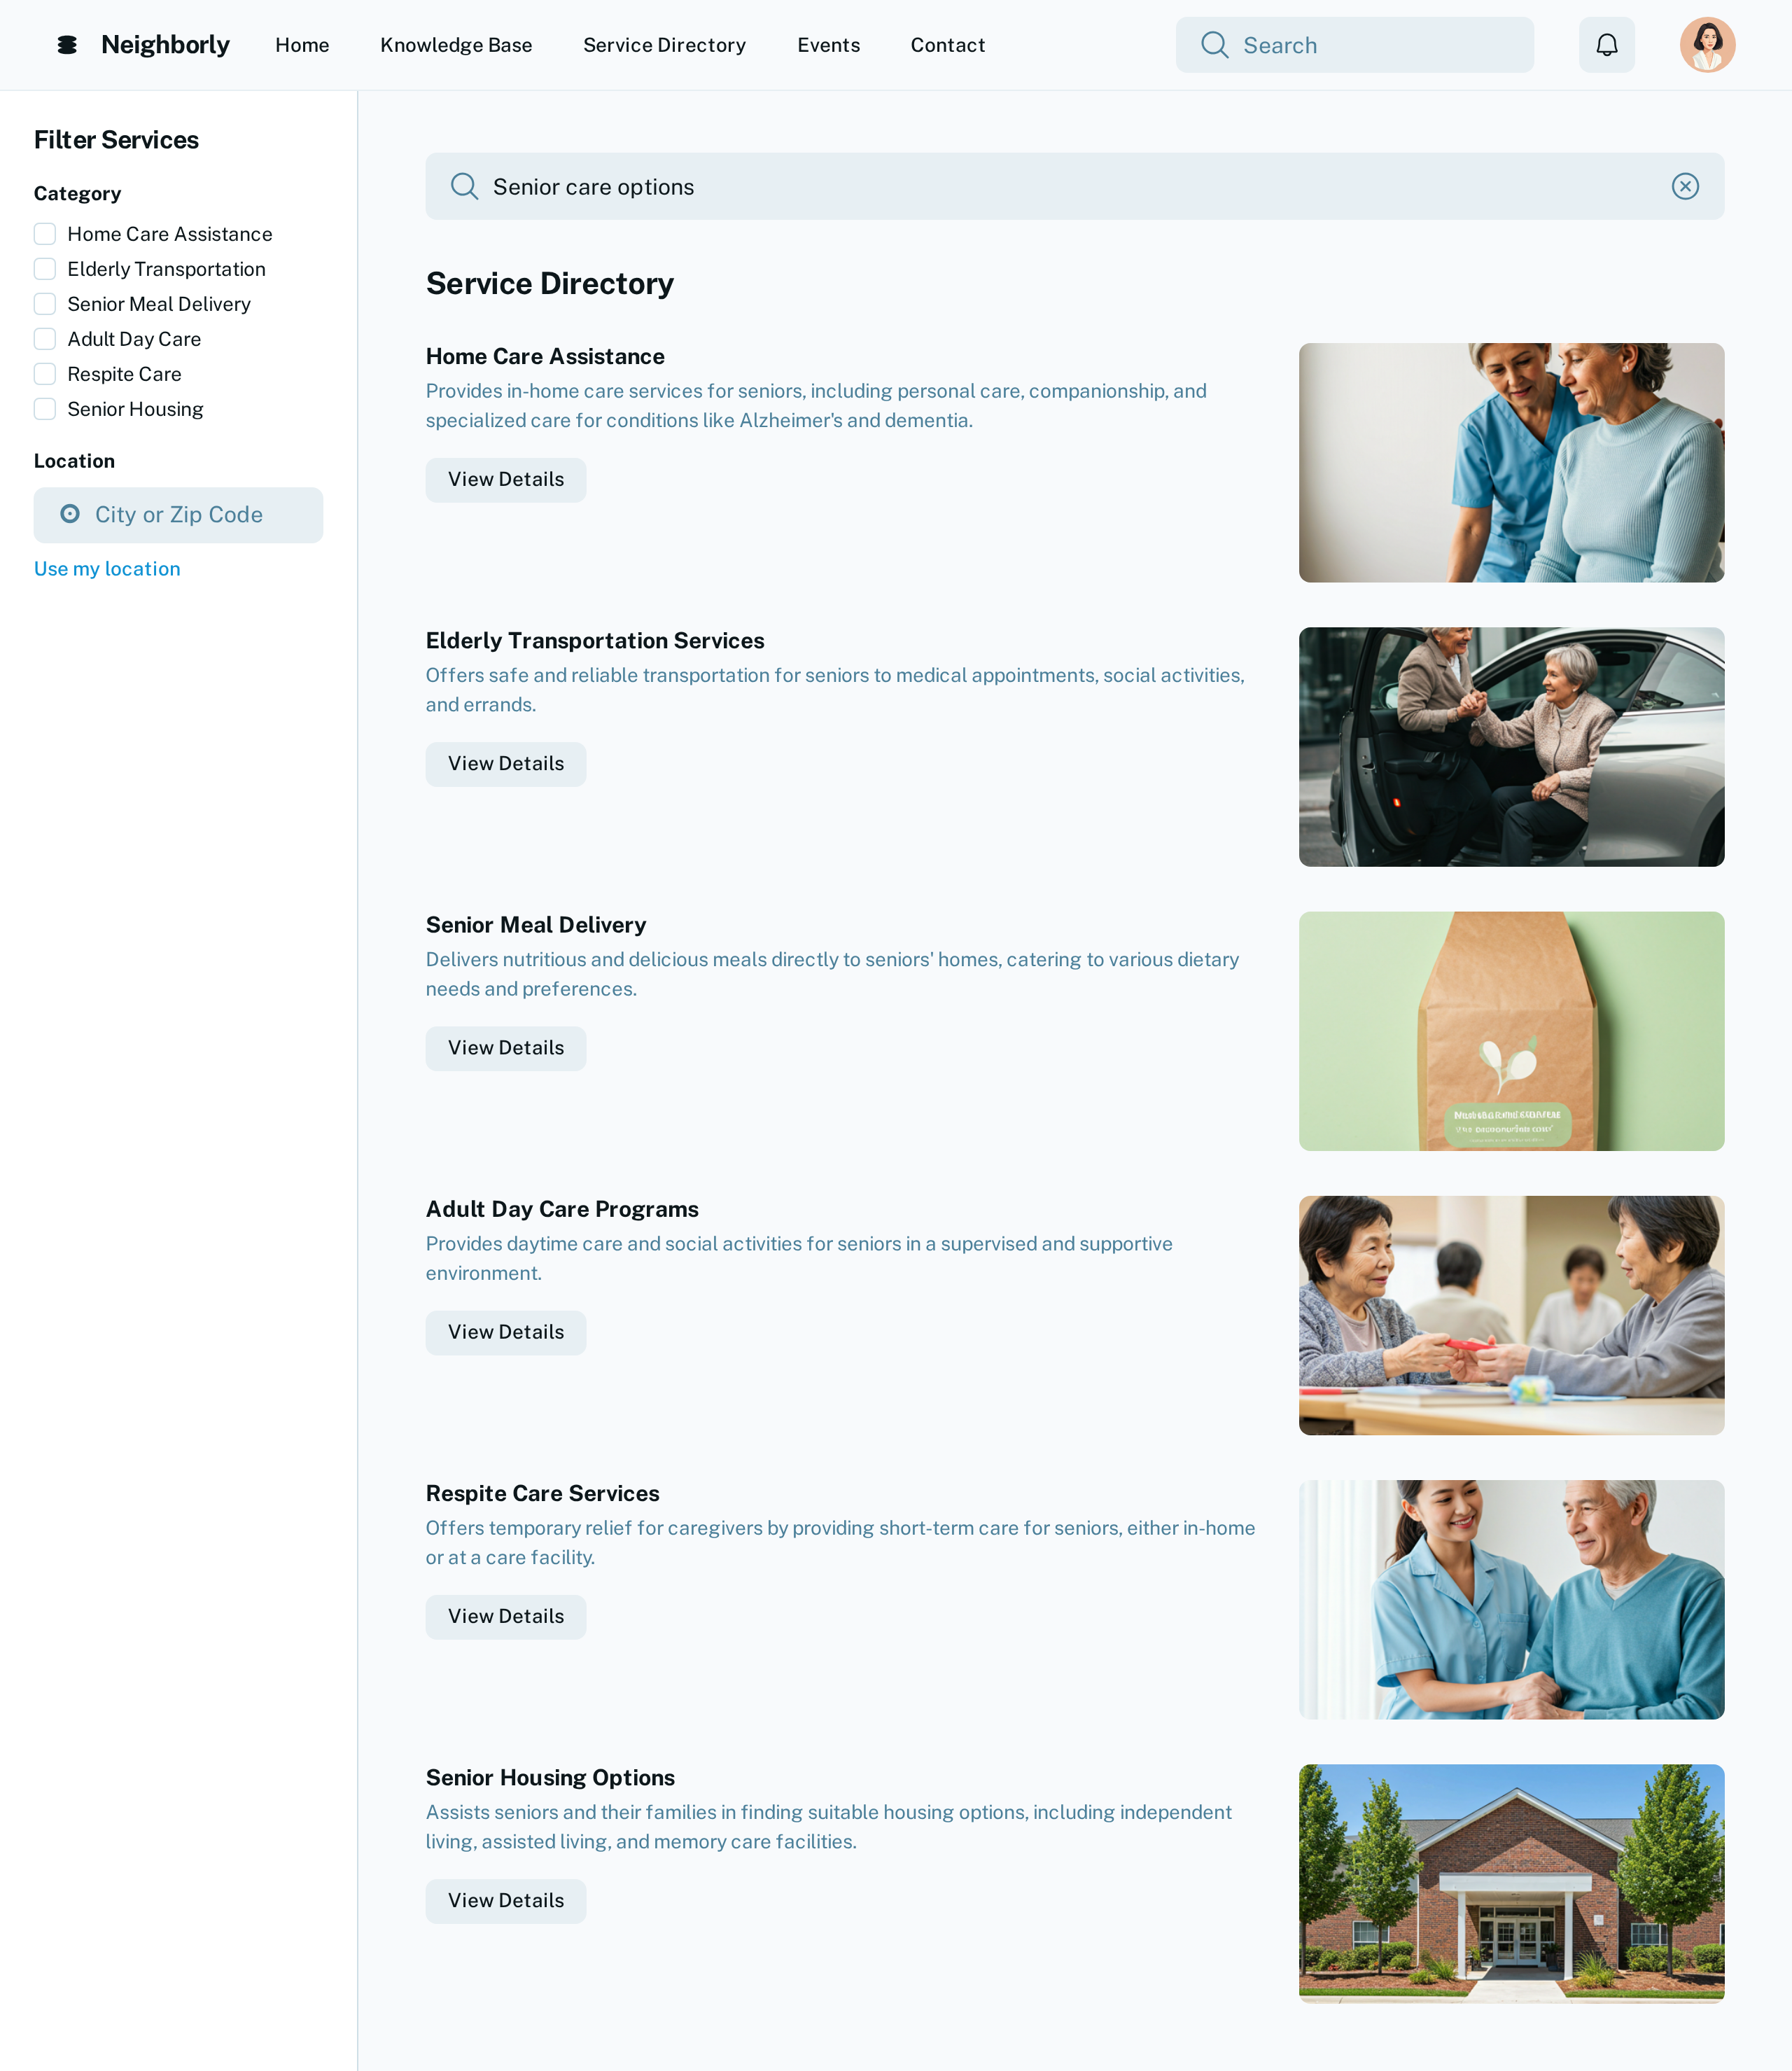 Neighborly
Home
Knowledge Base
Service Directory
Events
Contact
Search
Filter Services
Category
Home Care Assistance
Elderly Transportation
Senior Meal Delivery
Adult Day Care
Respite Care
Senior Housing
Location
City or Zip Code
Use my location
Senior care options
Service Directory
Home Care Assistance
Provides in-home care services for seniors, including personal care, companionship, and
specialized care for conditions like Alzheimer's and dementia.
View Details
Elderly Transportation Services
Offers safe and reliable transportation for seniors to medical appointments, social activities,
and errands.
View Details
Senior Meal Delivery
Delivers nutritious and delicious meals directly to seniors' homes, catering to various dietary
needs and preferences.
View Details
Adult Day Care Programs
Provides daytime care and social activities for seniors in a supervised and supportive
environment.
View Details
Respite Care Services
Offers temporary relief for caregivers by providing short-term care for seniors, either in-home
or at a care facility.
View Details
Senior Housing Options
Assists seniors and their families in finding suitable housing options, including independent
living, assisted living, and memory care facilities.
View Details